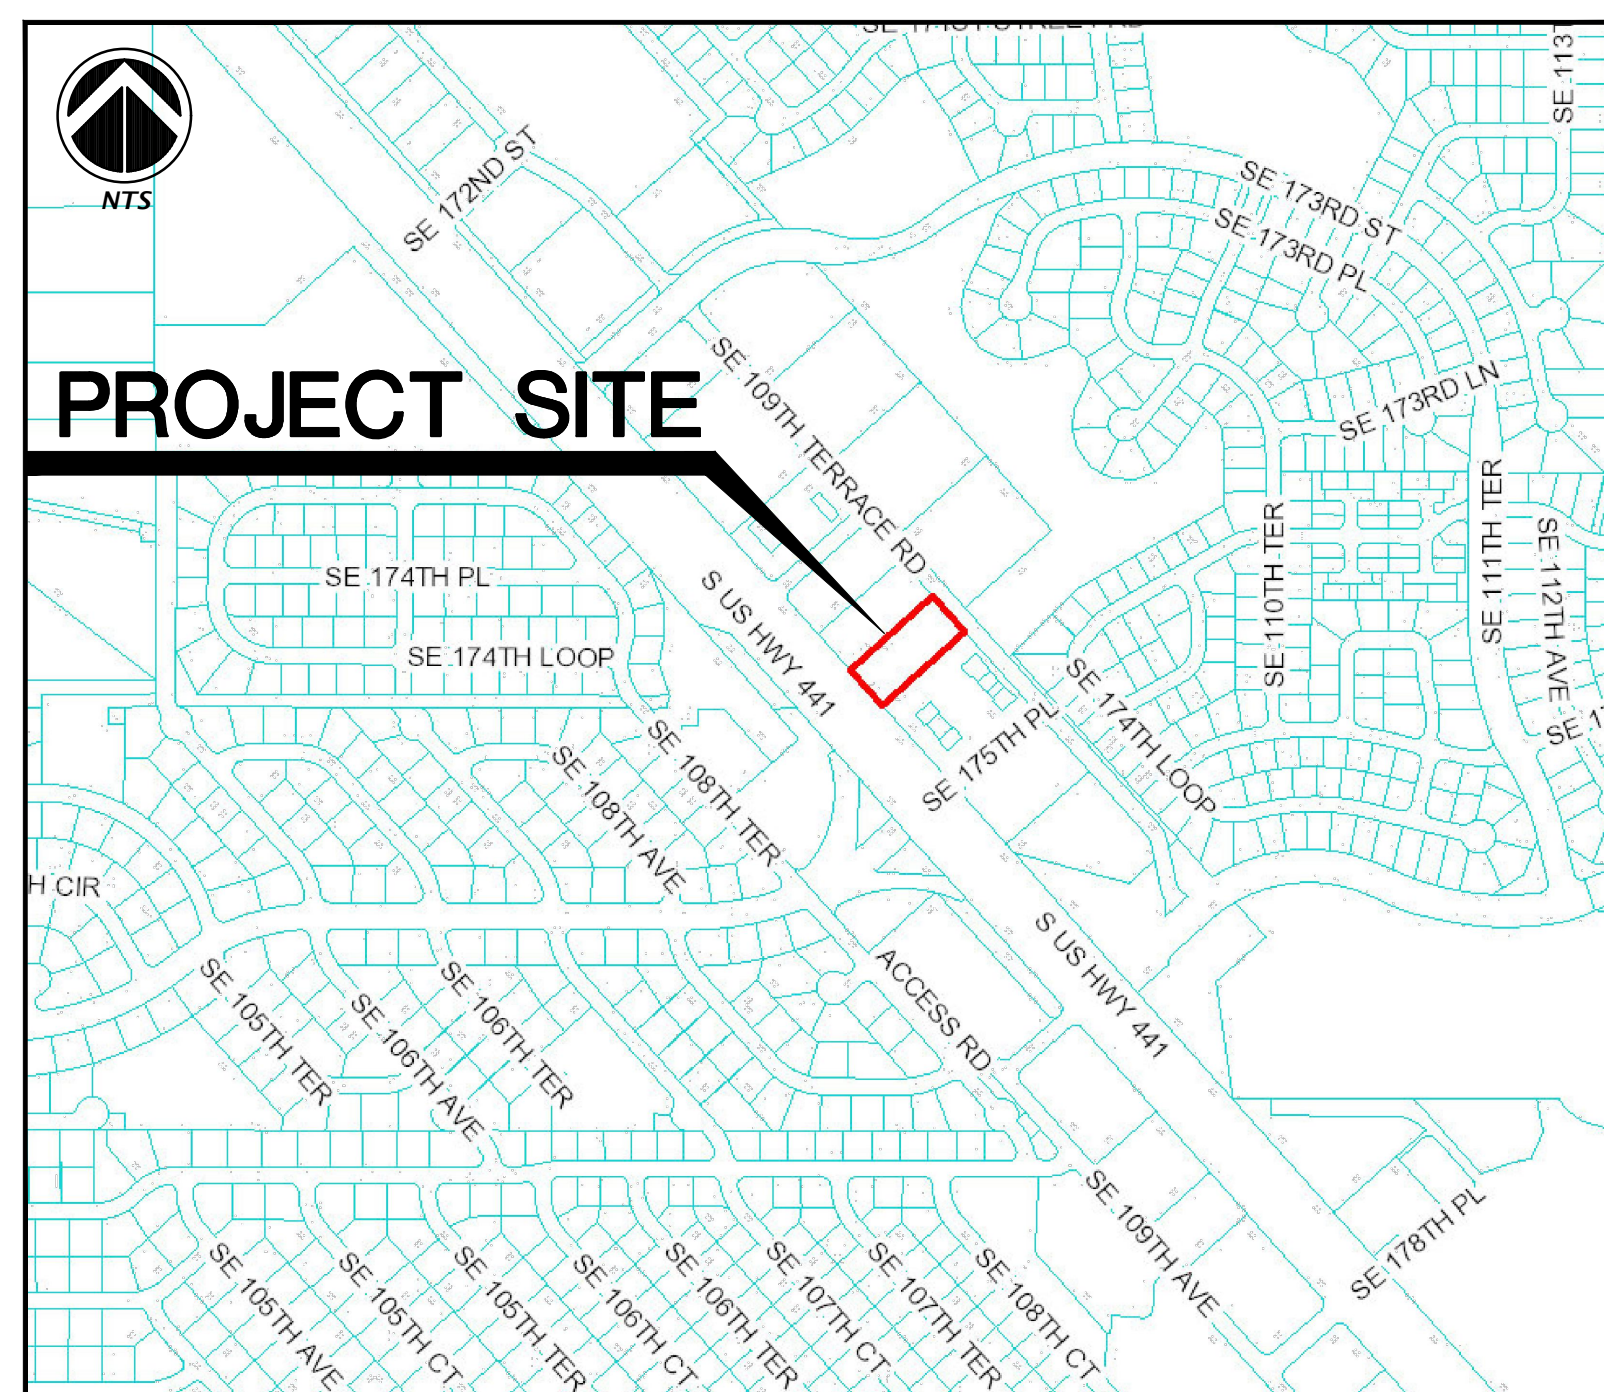 NTS
SE 172ND ST
SE 173RD ST
SE 173RD PL
PROJECT SITE
SE 109TH TERRACE RD
SE 173RD LN
SE 174TH PL
SE 174TH LOOP
S US HWY 441
SE 110TH TER
SE 111TH TER
SE 112TH AVE
SE 113T
SE 175TH PL
SE 174TH LOOP
SE 17
SE 108TH TER
SE 108TH AVE
H CIR
SE 105TH TER
SE 106TH AVE
SE 106TH TER
ACCESS RD
S US HWY 441
SE 109TH AVE
SE 178TH PL
SE 105TH AVE
SE 105TH CT
SE 105TH TER
SE 106TH CT
SE 106TH TER
SE 107TH CT
SE 107TH TER
SE 108TH CT